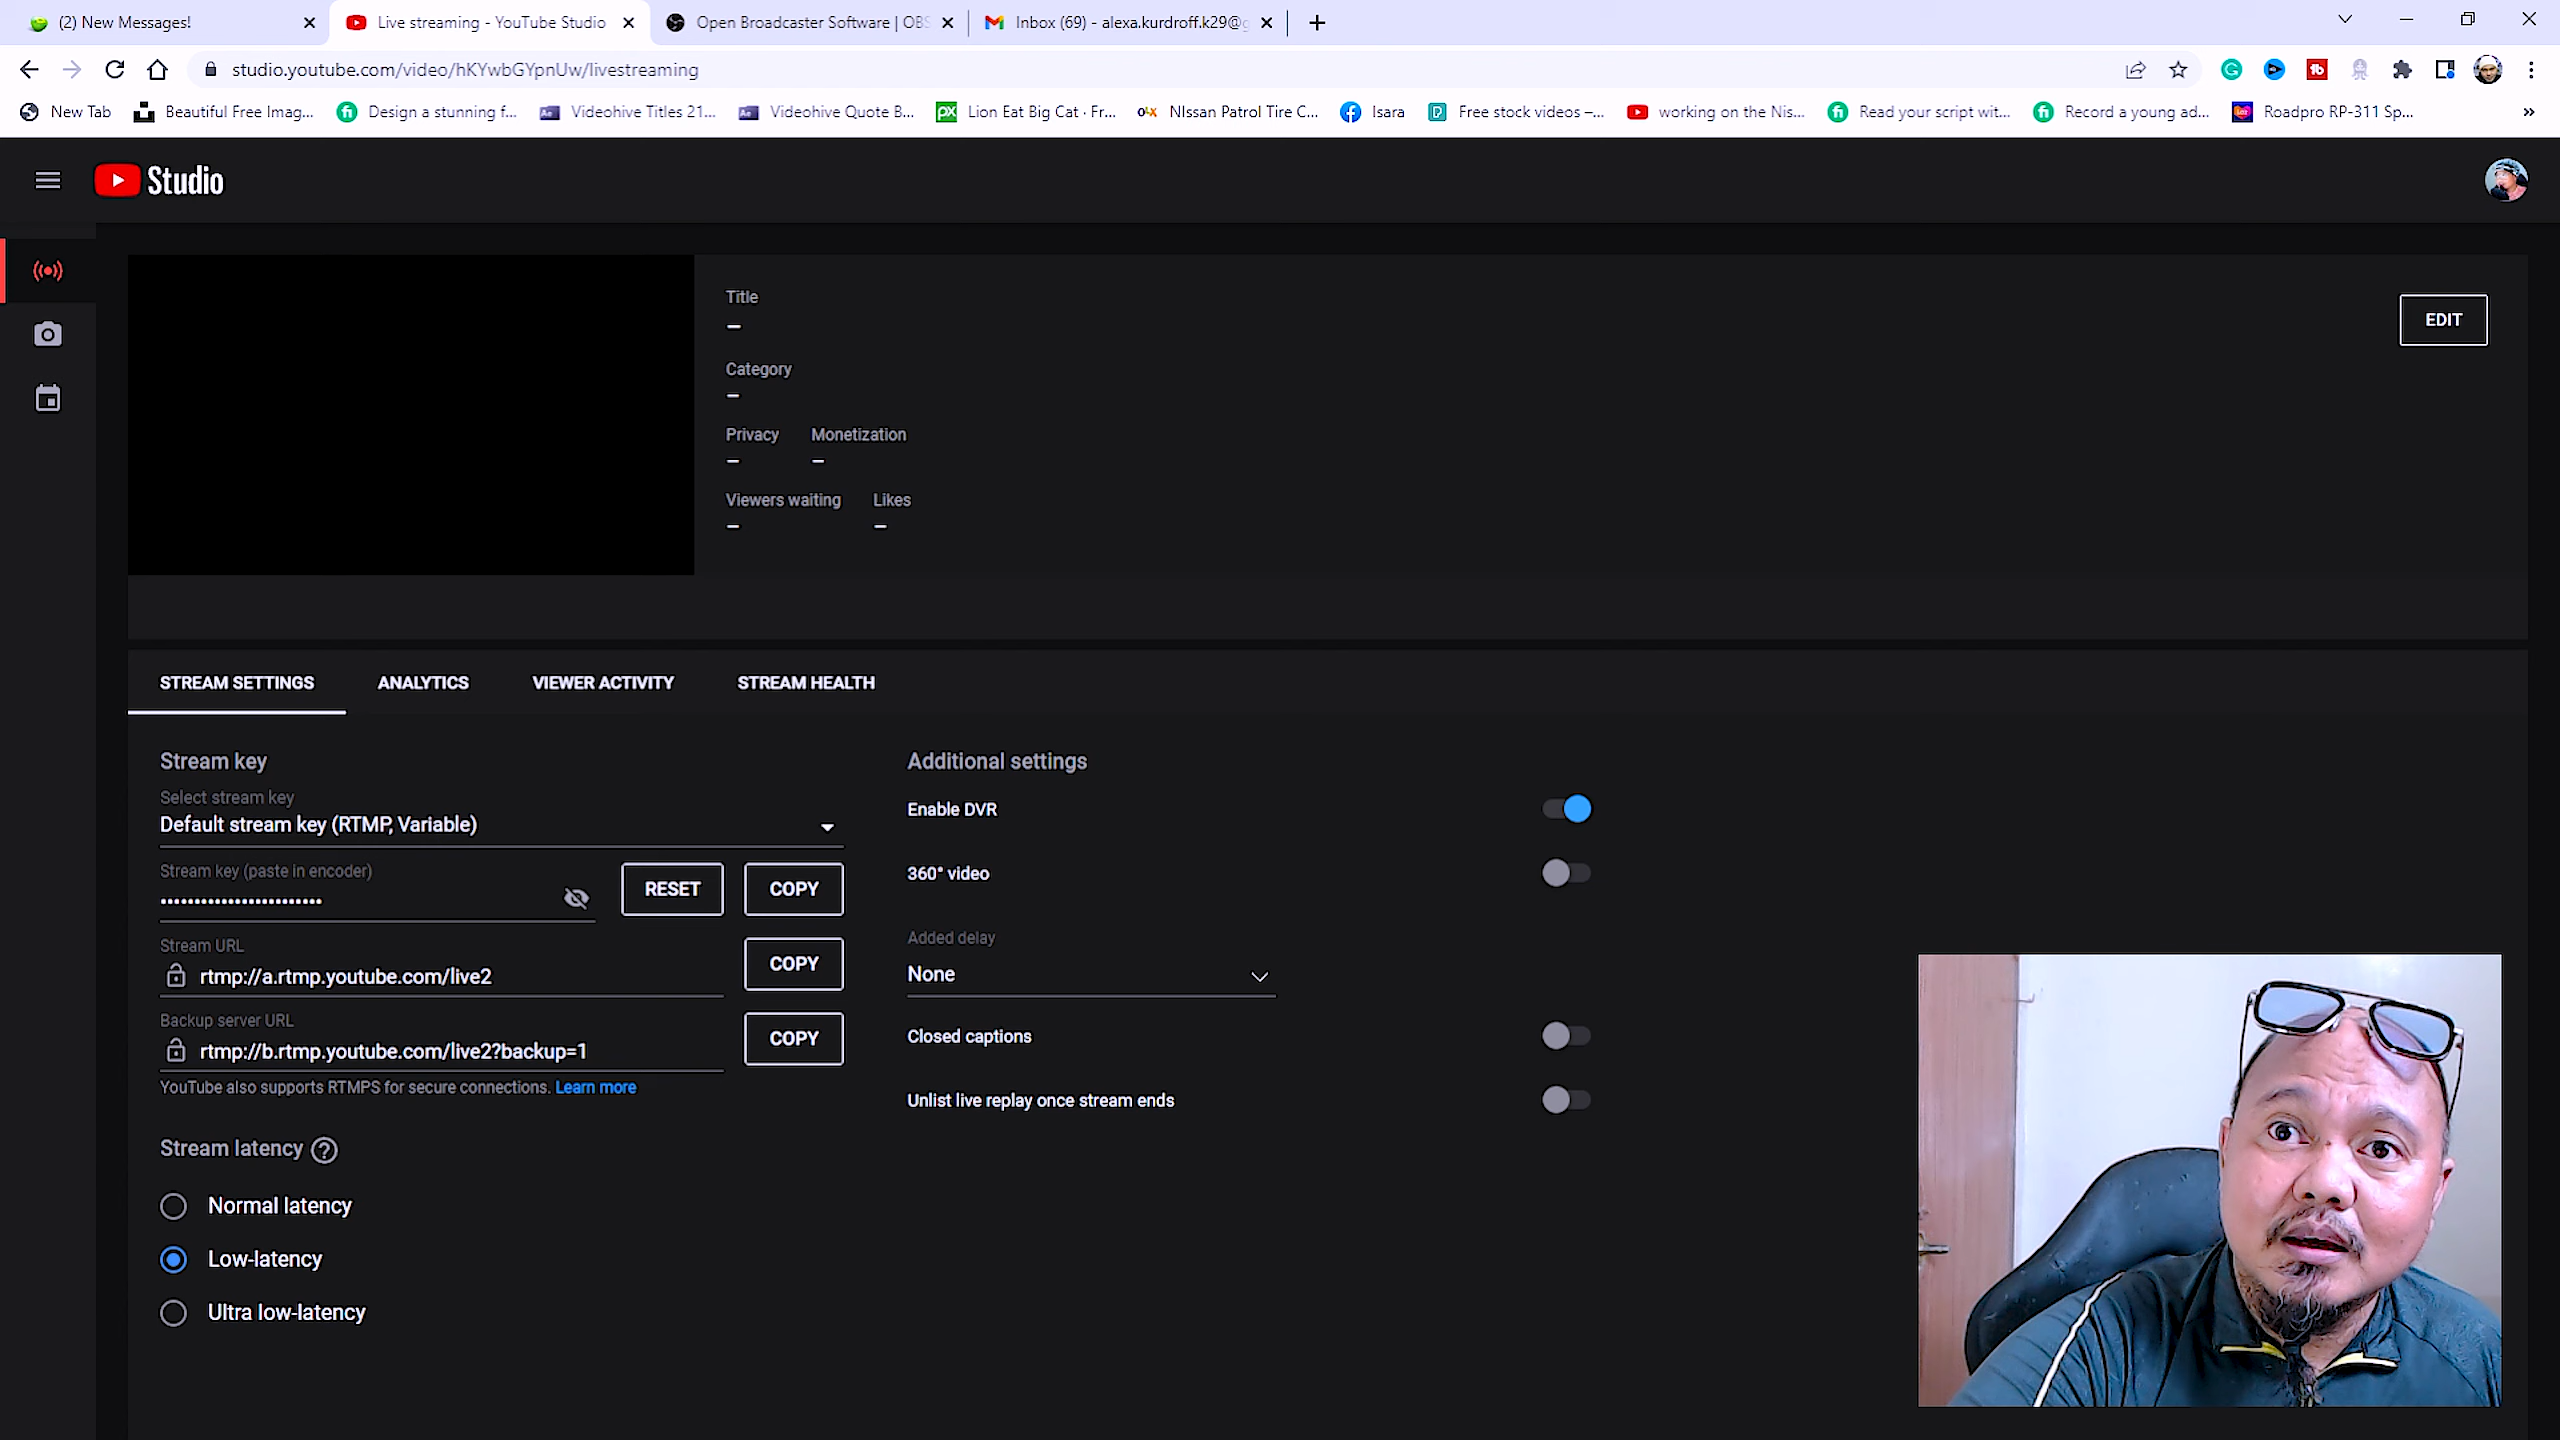 (2) New Messages!
Live streaming - YouTube Studio
Open Broadcaster Software | OBS
Inbox (69) - alexa.kurdroff.k29@g
studio.youtube.com/video/hKYwbGYpnUw/livestreaming
New Tab
Beautiful Free Imag...
Design a stunning f...
Videohive Titles 21...
Videohive Quote B...
Lion Eat Big Cat · Fr...
NIssan Patrol Tire C...
Isara
Free stock videos –...
working on the Nis...
Read your script wit...
Record a young ad...
Roadpro RP-311 Sp...
Studio
Title
–
EDIT
Category
–
Privacy Monetization
– –
Viewers waiting Likes
– –
STREAM SETTINGS ANALYTICS VIEWER ACTIVITY STREAM HEALTH
Stream key
Select stream key
Default stream key (RTMP, Variable)
Stream key (paste in encoder)
RESET COPY
Stream URL
rtmp://a.rtmp.youtube.com/live2
COPY
Backup server URL
rtmp://b.rtmp.youtube.com/live2?backup=1
COPY
YouTube also supports RTMPS for secure connections. Learn more
Stream latency
Normal latency
Low-latency
Ultra low-latency
Additional settings
Enable DVR
360° video
Added delay
None
Closed captions
Unlist live replay once stream ends